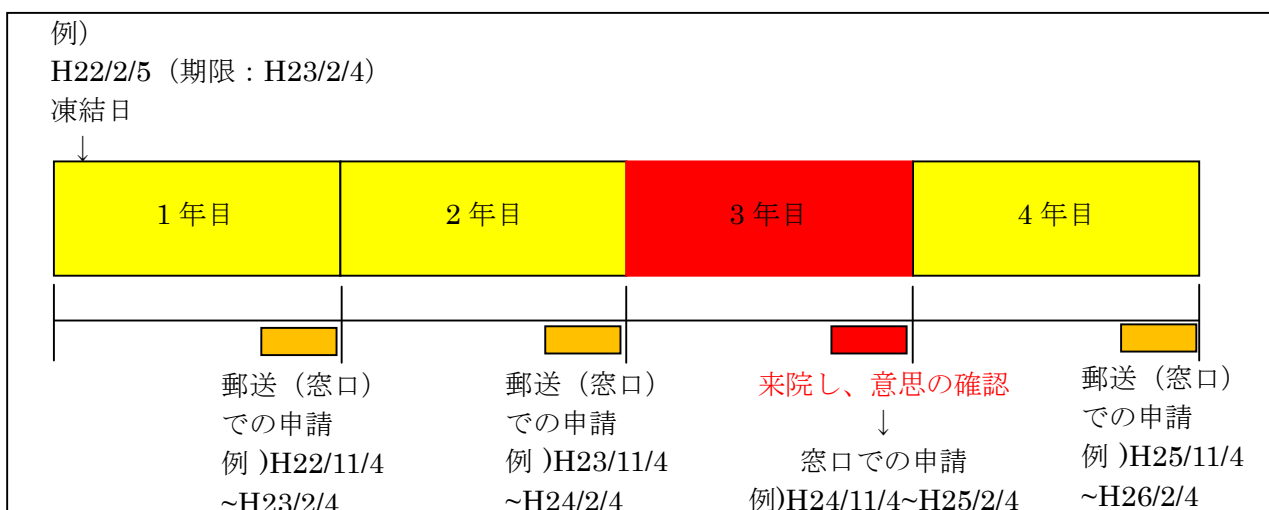 例）
H22/2/5（期限：H23/2/4）
凍結日
↓
1 年目
2 年目
3 年目
4 年目
郵送（窓口）
での申請
例 )H22/11/4
~H23/2/4
郵送（窓口）
での申請
例 )H23/11/4
~H24/2/4
来院し、意思の確認
↓
窓口での申請
例)H24/11/4~H25/2/4
郵送（窓口）
での申請
例 )H25/11/4
~H26/2/4